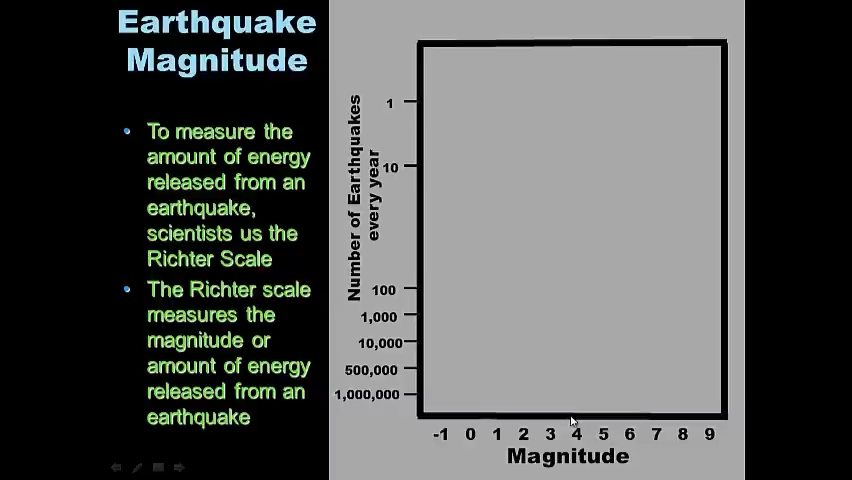 Earthquake
Magnitude
• To measure the
amount of energy
released from an
earthquake,
scientists us the
Richter Scale
• The Richter scale
measures the
magnitude or
amount of energy
released from an
earthquake
Number of Earthquakes
every year
1
10
100
1,000
10,000
500,000
1,000,000
-1 0 1 2 3 4 5 6 7 8 9
Magnitude